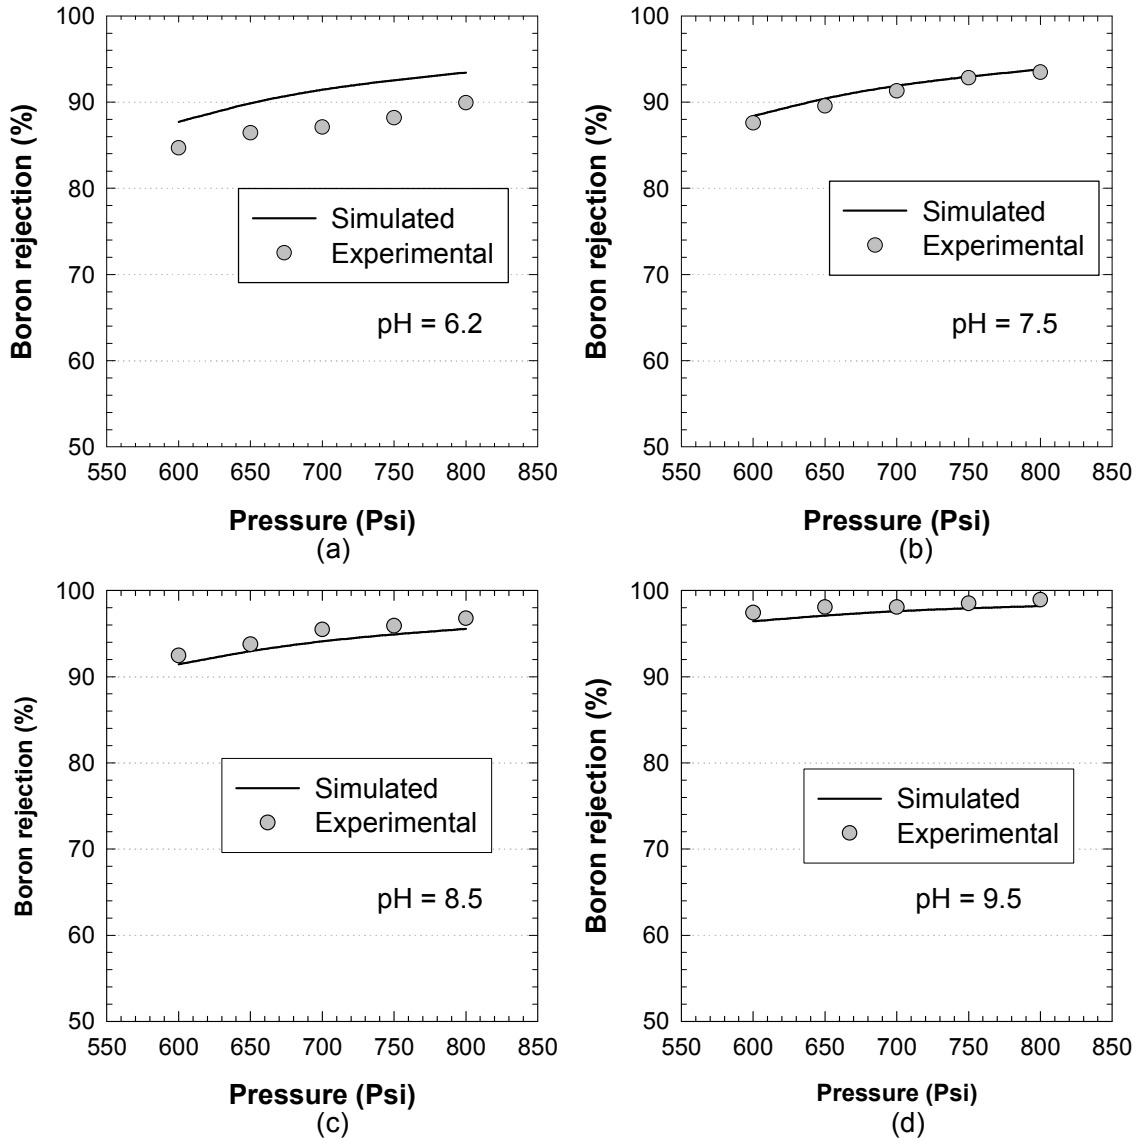 100
90
80
70
60
50
Boron rejection (%)
Simulated
Experimental
pH = 6.2
550 600 650 700 750 800 850
Pressure (Psi)
(a)
100
90
80
70
60
50
Boron rejection (%)
Simulated
Experimental
pH = 7.5
550 600 650 700 750 800 850
Pressure (Psi)
(b)
100
90
80
70
60
50
Boron rejection (%)
Simulated
Experimental
pH = 8.5
550 600 650 700 750 800 850
Pressure (Psi)
(c)
100
90
80
70
60
50
Boron rejection (%)
Simulated
Experimental
pH = 9.5
550 600 650 700 750 800 850
Pressure (Psi)
(d)